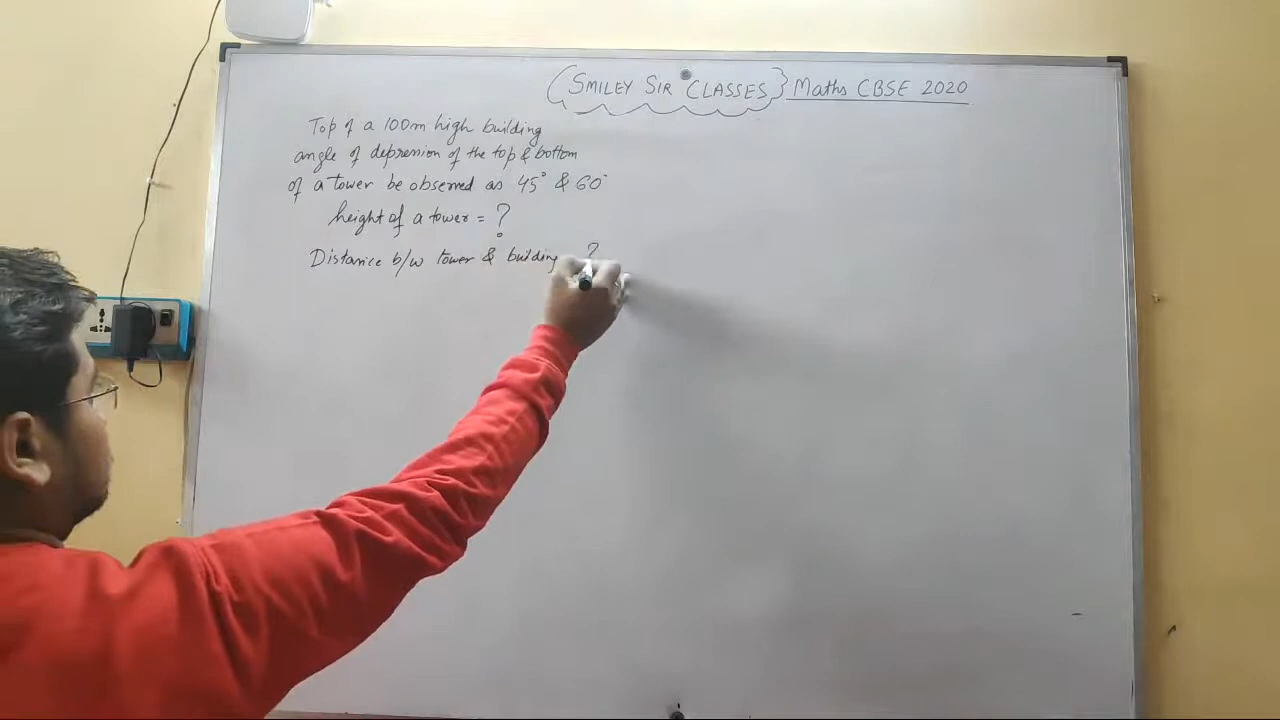 SMILEY SIR CLASSES Maths CBSE 2020
Top of a 100m high building
angle of depression of the top & bottom
of a tower be observed as 45° & 60°
height of a tower = ?
Distance b/w tower & building ?